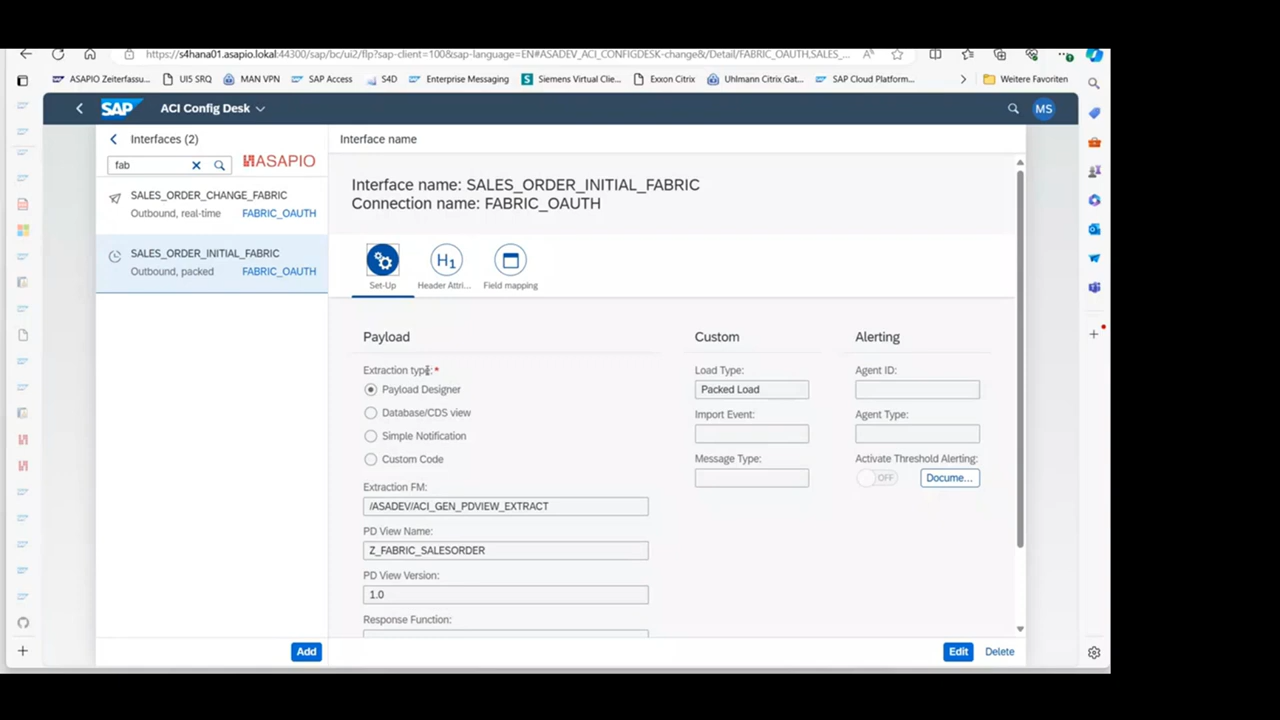 https://s4hana01.asapio.lokal:44300/sap/bc/ui2/flp?sap-client=100&sap-language=EN#ASADEV_ACI_CONFIGDESK-change&/Detail/FABRIC_OAUTH,SALES_...
ASAPIO Zeiterfassu...
UI5 SRQ
MAN VPN
SAP Access
S4D
Enterprise Messaging
Siemens Virtual Clie...
Exxon Citrix
Uhlmann Citrix Gat...
SAP Cloud Platform...
Weitere Favoriten
SAP
ACI Config Desk
MS
Interfaces (2)
fab
ASAPIO
SALES_ORDER_CHANGE_FABRIC
Outbound, real-time FABRIC_OAUTH
SALES_ORDER_INITIAL_FABRIC
Outbound, packed FABRIC_OAUTH
Add
Interface name
Interface name: SALES_ORDER_INITIAL_FABRIC
Connection name: FABRIC_OAUTH
H1
Set-Up
Header Attri...
Field mapping
Payload
Extraction type: *
Payload Designer
Database/CDS view
Simple Notification
Custom Code
Extraction FM:
/ASADEV/ACI_GEN_PDVIEW_EXTRACT
PD View Name:
Z_FABRIC_SALESORDER
PD View Version:
1.0
Response Function:
Custom
Load Type:
Packed Load
Import Event:
Message Type:
Alerting
Agent ID:
Agent Type:
Activate Threshold Alerting:
OFF
Docume...
Edit
Delete